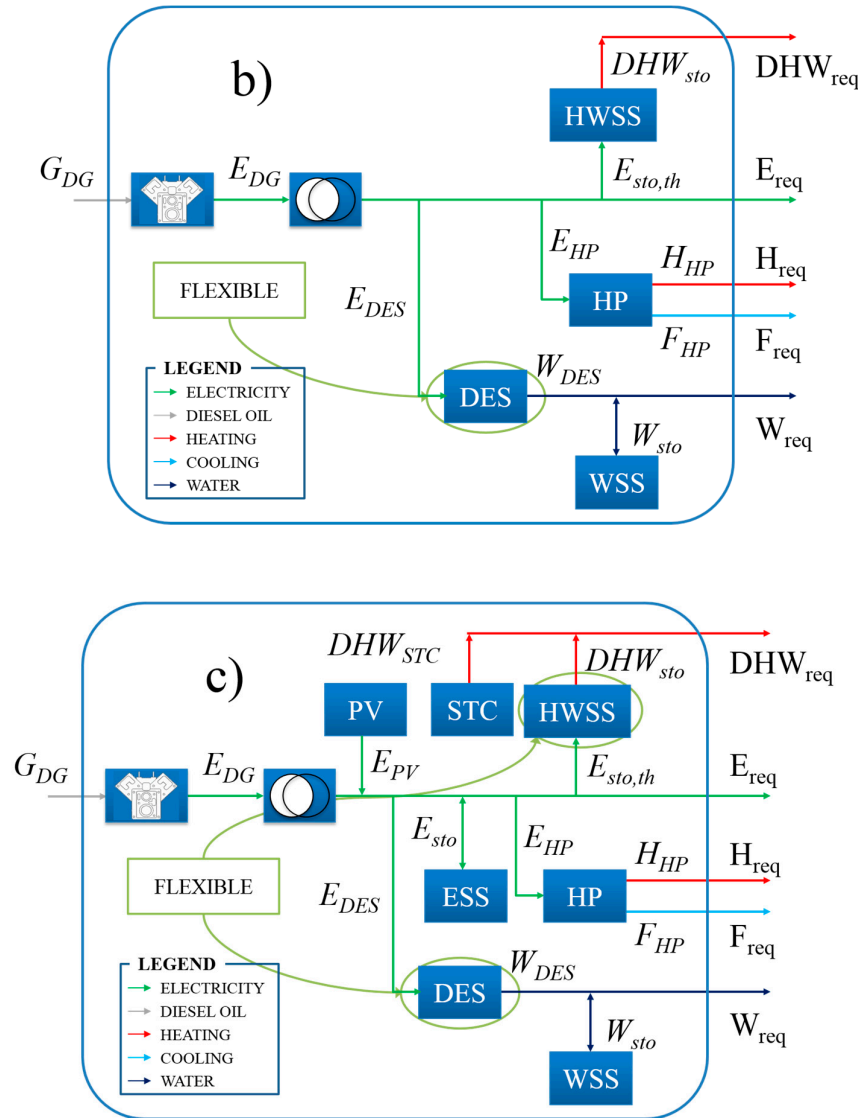 b)
DHW_sto
DHW_req
HWSS
G_DG
E_DG
E_sto,th
E_req
E_HP
H_HP
H_req
FLEXIBLE
E_DES
HP
F_HP
F_req
LEGEND
ELECTRICITY
DIESEL OIL
HEATING
COOLING
WATER
DES
W_DES
W_req
W_sto
WSS
c)
DHW_STC
DHW_sto
DHW_req
PV
STC
HWSS
G_DG
E_DG
E_PV
E_sto,th
E_req
E_sto
E_HP
H_HP
H_req
FLEXIBLE
E_DES
ESS
HP
F_HP
F_req
LEGEND
ELECTRICITY
DIESEL OIL
HEATING
COOLING
WATER
DES
W_DES
W_req
W_sto
WSS